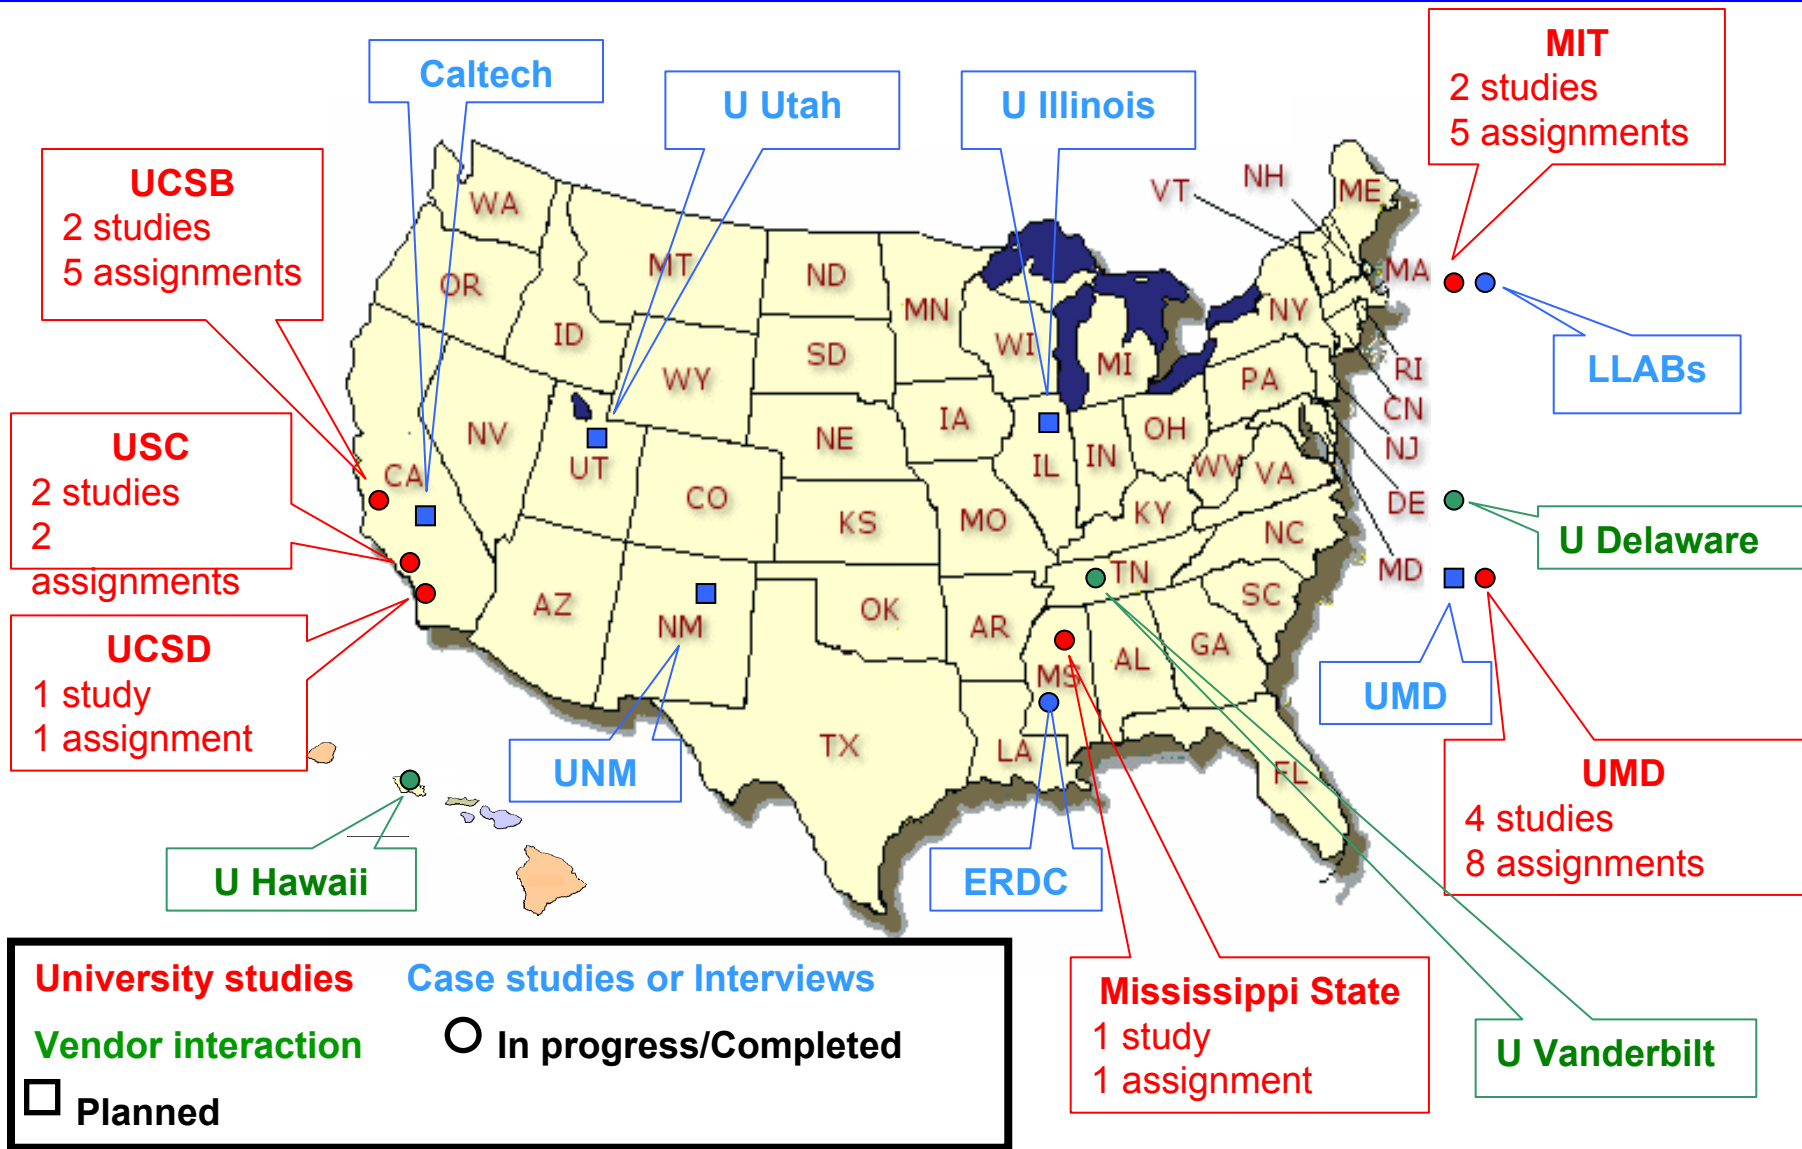 MIT
2 studies
5 assignments
Caltech
U Utah
U Illinois
UCSB
2 studies
5 assignments
VT
NH
ME
WA
MT
ND
MN
OR
MA
ID
SD
WI
MI
NY
WY
PA
RI
LLABs
CN
NV
IA
NE
OH
NJ
USC
2 studies
2
assignments
CA
UT
CO
KS
MO
IL
IN
WV
VA
KY
DE
NC
U Delaware
MD
TN
AZ
NM
OK
AR
SC
GA
AL
MS
UCSD
1 study
1 assignment
UMD
TX
LA
FL
UNM
UMD
4 studies
8 assignments
U Hawaii
ERDC
University studies
Case studies or Interviews
Vendor interaction
In progress/Completed
Planned
Mississippi State
1 study
1 assignment
U Vanderbilt